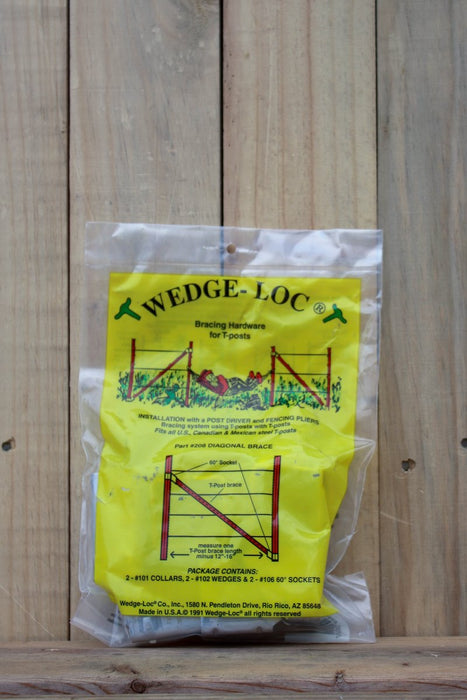 WEDGE-LOC®
Bracing Hardware
for T-posts
INSTALLATION with a POST DRIVER and FENCING PLIERS
Bracing system using T-posts with T-posts.
Fits all U.S., Canadian & Mexican steel T-posts
Part #208 DIAGONAL BRACE
60° Socket
T-Post brace
measure one
T-Post brace length
minus 12"-16"
PACKAGE CONTAINS:
2 - #101 COLLARS, 2 - #102 WEDGES & 2 - #106 60° SOCKETS
Wedge-Loc® Co., Inc., 1580 N. Pendleton Drive, Rio Rico, AZ 85648
Made in U.S.A.© 1991 Wedge-Loc® all rights reserved